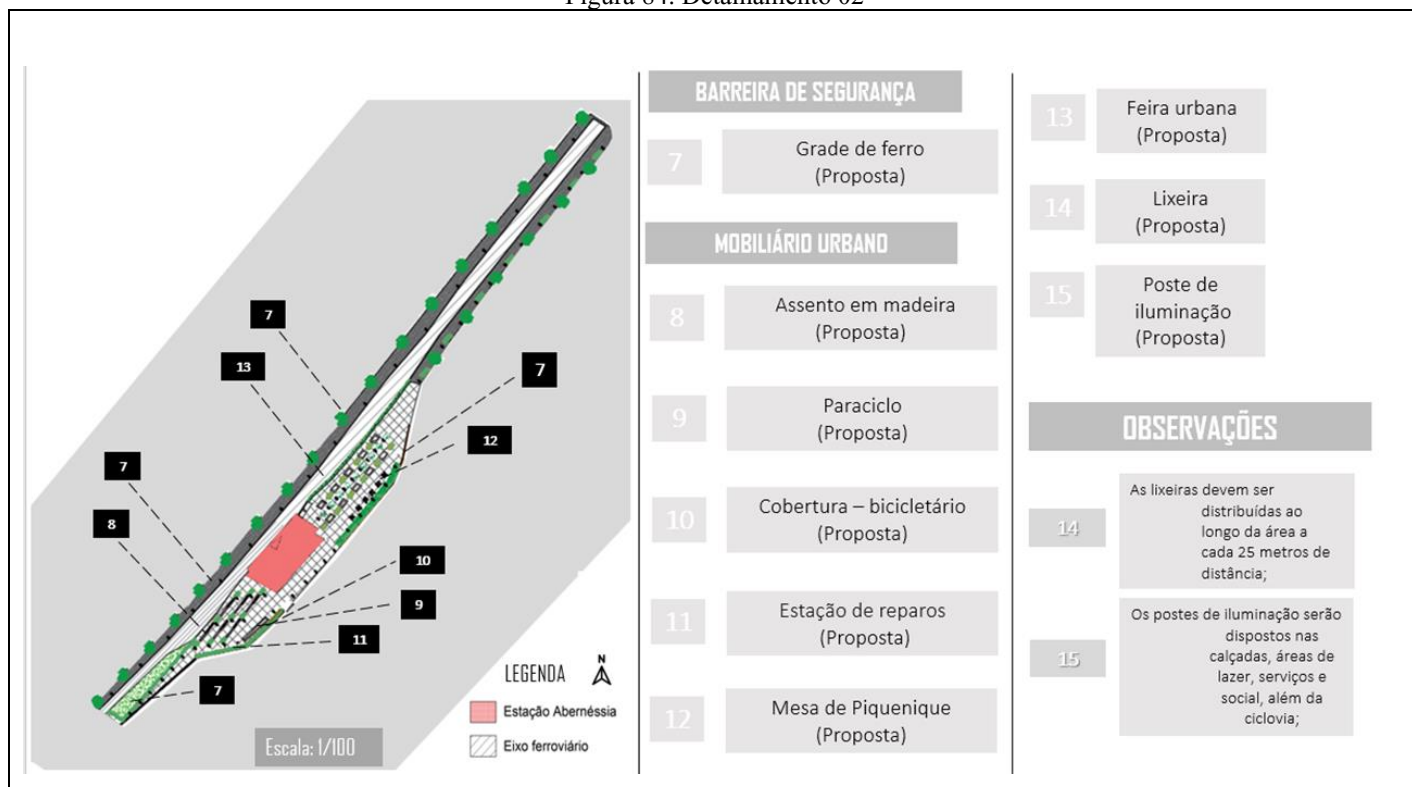 Figura
Detalhamento 02
7
13
7
12
7
8
10
9
11
7
LEGENDA
N
Estação Abernéssia
Eixo ferroviário
Escala: 1/100
BARREIRA DE SEGURANÇA
7
Grade de ferro
(Proposta)
MOBILIÁRIO URBANO
8
Assento em madeira
(Proposta)
9
Paraciclo
(Proposta)
10
Cobertura – bicicletário
(Proposta)
11
Estação de reparos
(Proposta)
12
Mesa de Piquenique
(Proposta)
13
Feira urbana
(Proposta)
14
Lixeira
(Proposta)
15
Poste de
iluminação
(Proposta)
OBSERVAÇÕES
14
As lixeiras devem ser
distribuídas ao
longo da área a
cada 25 metros de
distância;
15
Os postes de iluminação serão
dispostos nas
calçadas, áreas de
lazer, serviços e
social, além da
ciclovia;